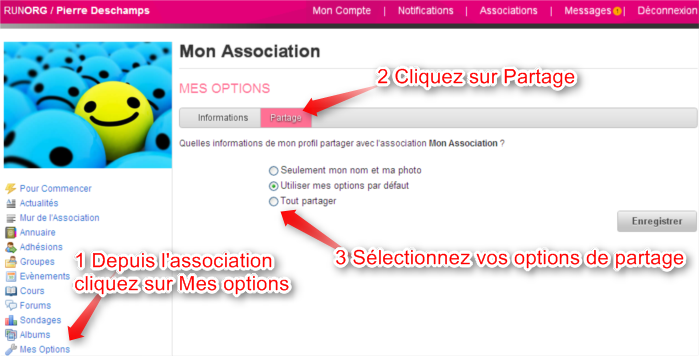 RUNORG / Pierre Deschamps
Mon Compte | Notifications | Associations | Messages | Déconnexion
Mon Association
MES OPTIONS
2 Cliquez sur Partage
Informations Partage
Quelles informations de mon profil partager avec l'association Mon Association ?
Seulement mon nom et ma photo
Utiliser mes options par défaut
Tout partager
Enregistrer
3 Sélectionnez vos options de partage
1 Depuis l'association
cliquez sur Mes options
Pour Commencer
Actualités
Mur de l'Association
Annuaire
Adhésions
Groupes
Evènements
Cours
Forums
Sondages
Albums
Mes Options